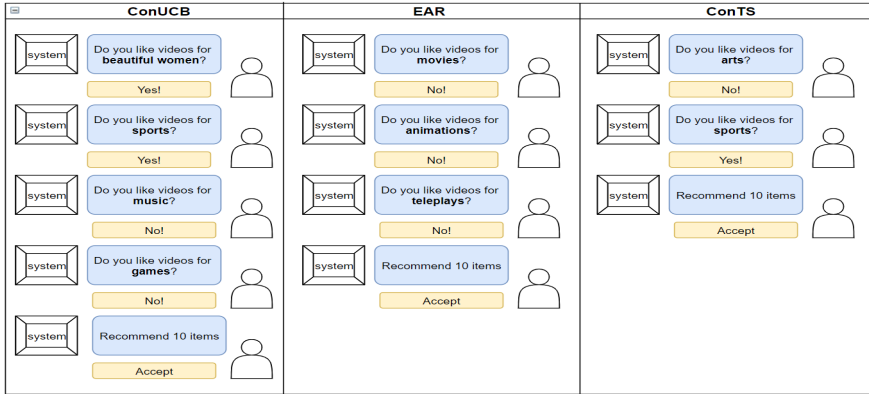 ConUCB
system
Do you like videos for
beautiful women?
Yes!
system
Do you like videos for
sports?
Yes!
system
Do you like videos for
music?
No!
system
Do you like videos for
games?
No!
system
Recommend 10 items
Accept
EAR
system
Do you like videos for
movies?
No!
system
Do you like videos for
animations?
No!
system
Do you like videos for
teleplays?
No!
system
Recommend 10 items
Accept
ConTS
system
Do you like videos for
arts?
No!
system
Do you like videos for
sports?
Yes!
system
Recommend 10 items
Accept